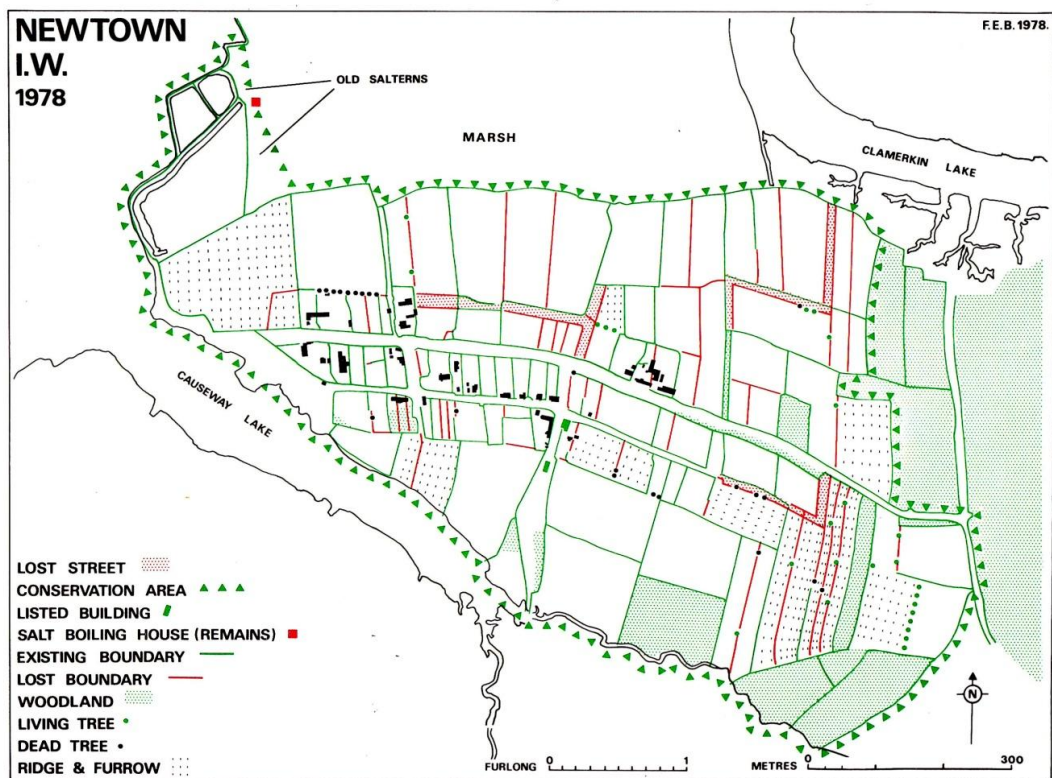 NEWTOWN
I.W.
1978
F.E.B. 1978.
OLD SALTERNS
MARSH
CLAMERKIN LAKE
CAUSEWAY LAKE
LOST STREET
CONSERVATION AREA
LISTED BUILDING
SALT BOILING HOUSE (REMAINS)
EXISTING BOUNDARY
LOST BOUNDARY
WOODLAND
LIVING TREE
DEAD TREE
RIDGE & FURROW
N
FURLONG 0 1
METRES 0 300